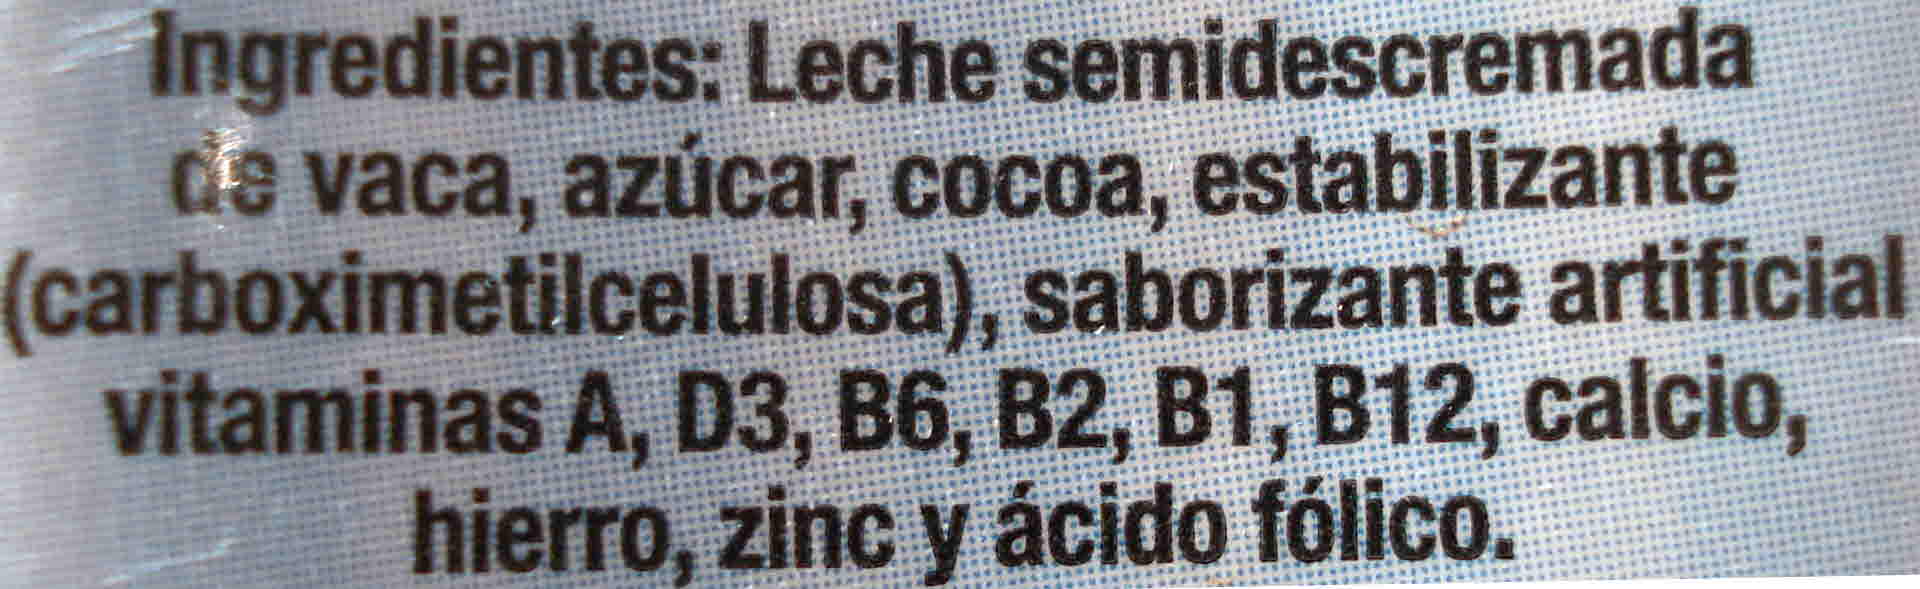 Ingredientes: Leche semidescremada
de vaca, azúcar, cocoa, estabilizante
(carboximetilcelulosa), saborizante artificial
vitaminas A, D3, B6, B2, B1, B12, calcio,
hierro, zinc y ácido fólico.